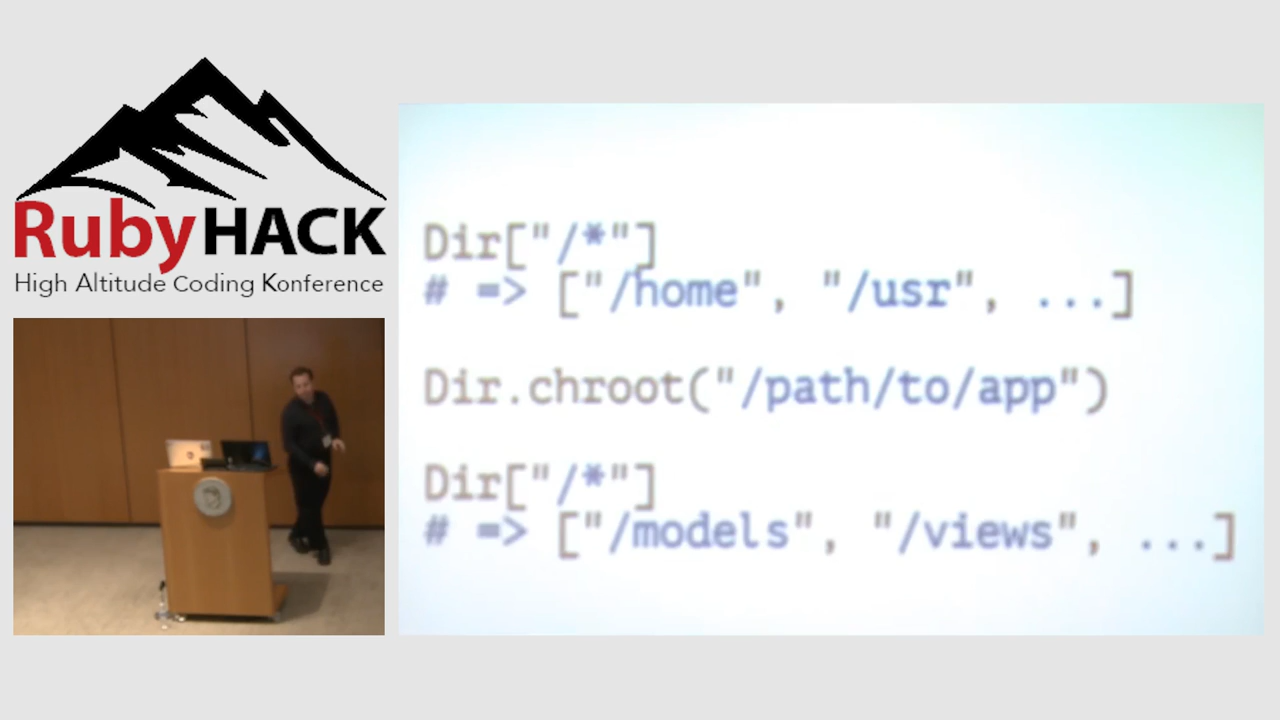 RubyHACK
High Altitude Coding Konference
Dir["/*"]
# => ["/home", "/usr", ...]
Dir.chroot("/path/to/app")
Dir["/*"]
# => ["/models", "/views", ...]